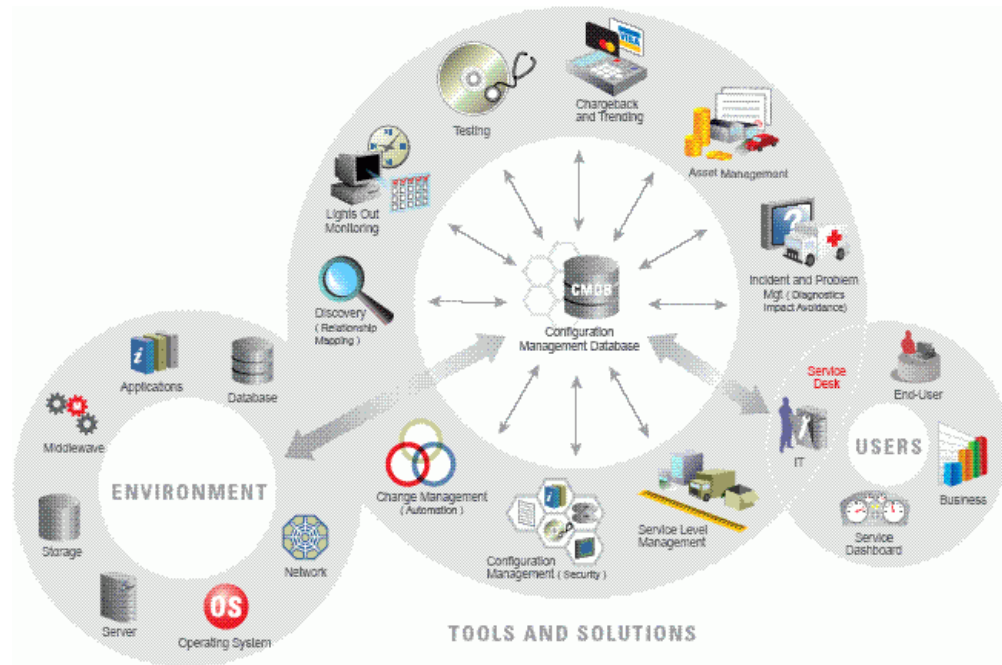 Testing
VISA
Chargeback
and Trending
Asset Management
Lights Out
Monitoring
?
Incident and Problem
Mgt ( Diagnostics
Impact Avoidance)
Discovery
( Relationship
Mapping )
CMDB
Configuration
Management Database
i
Applications
Database
M
Middlewave
ENVIRONMENT
Storage
Server
OS
Operating System
Network
Change Management
( Automation )
i
Configuration
Management ( Security )
Service Level
Management
Service
Desk
End-User
IT
USERS
Business
Service
Dashboard
TOOLS AND SOLUTIONS